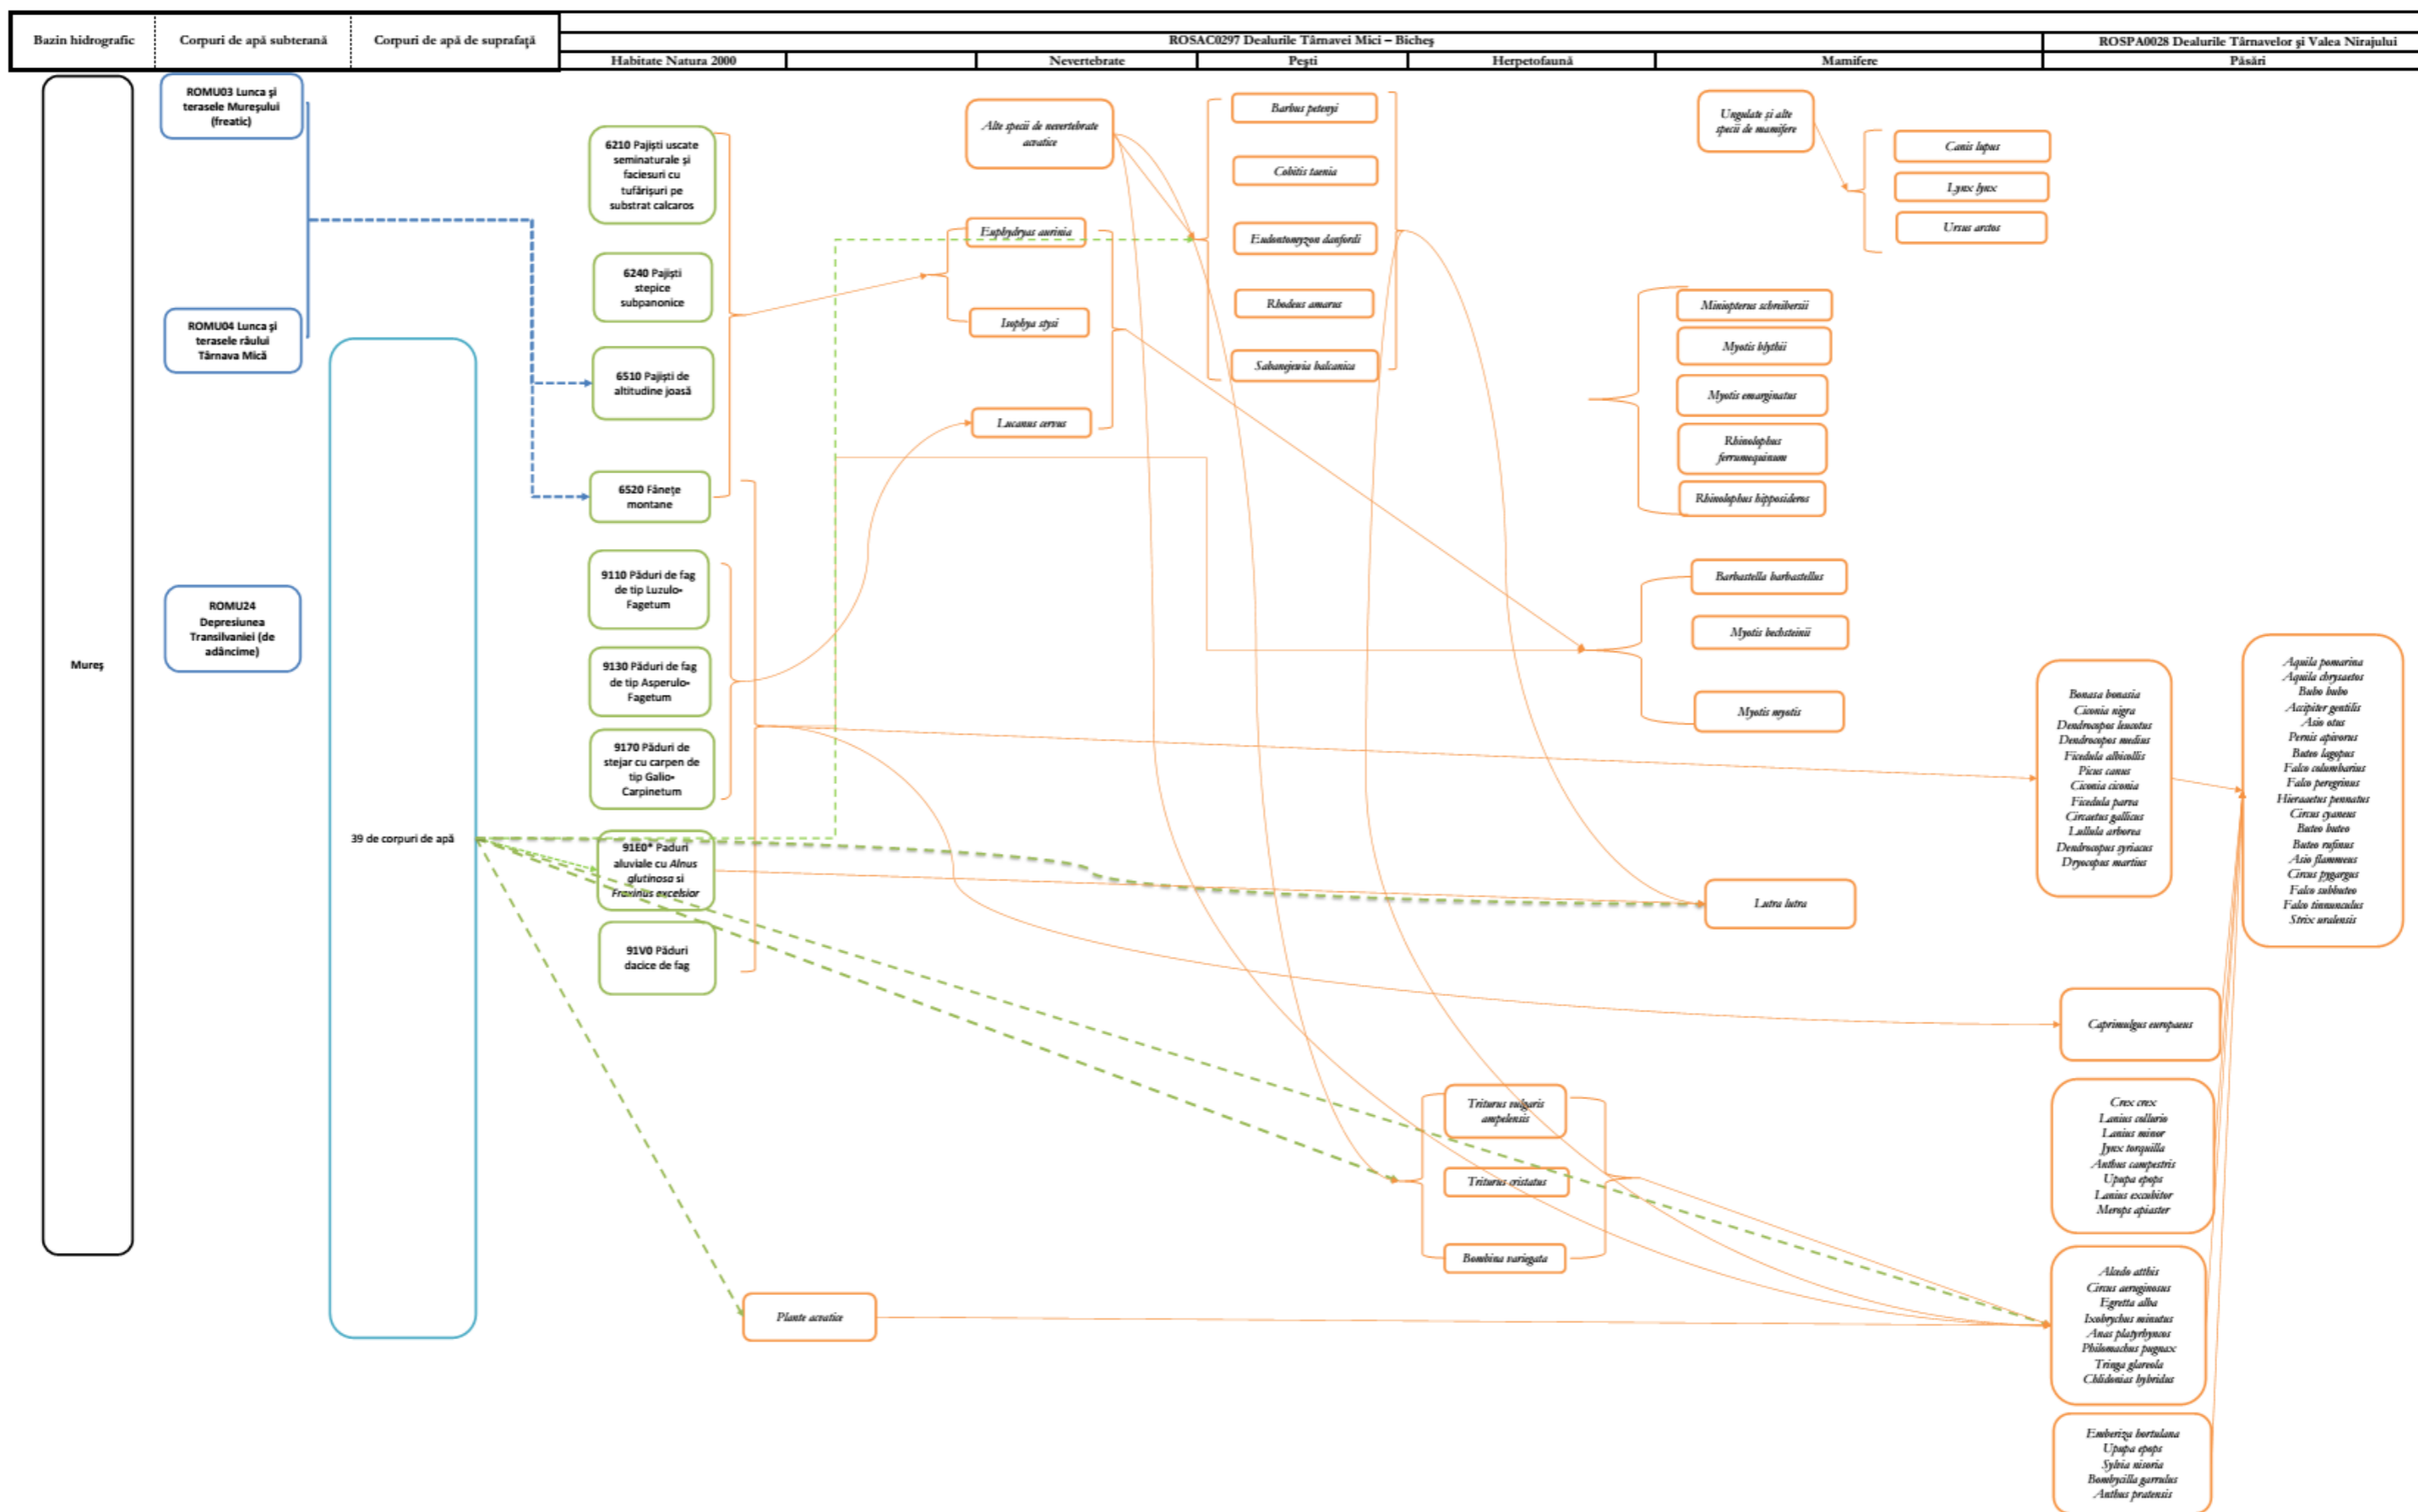 Bazin hidrografic
Corpuri de apă subterană
Corpuri de apă de suprafață
ROSAC0297 Dealurile Târnavei Mici – Bicheș
ROSPA0028 Dealurile Târnavelor și Valea Nirajului
Habitate Natura 2000
Nevertebrate
Pești
Herpetofaună
Mamifere
Păsări
Mureș
ROMU03 Lunca și
terasele Mureșului
(freatic)
ROMU04 Lunca și
terasele râului
Târnava Mică
ROMU24
Depresiunea
Transilvaniei (de
adâncime)
39 de corpuri de apă
6210 Pajiști uscate
seminaturale și
faciesuri cu
tufărișuri pe
substrat calcaros
6240 Pajiști
stepice
subpanonice
6510 Pajiști de
altitudine joasă
6520 Fânețe
montane
9110 Păduri de fag
de tip Luzulo-
Fagetum
9130 Păduri de fag
de tip Asperulo-
Fagetum
9170 Păduri de
stejar cu carpen de
tip Galio-
Carpinetum
91E0* Paduri
aluviale cu Alnus
glutinosa si
Fraxinus excelsior
91V0 Păduri
dacice de fag
Plante acvatice
Alte specii de nevertebrate
acvatice
Euphydryas aurinia
Isophya stysi
Lucanus cervus
Barbus petenyi
Cobitis taenia
Eudontomyzon danfordi
Rhodeus amarus
Sabanejewia balcanica
Triturus vulgaris
ampelensis
Triturus cristatus
Bombina variegata
Ungulate și alte
specii de mamifere
Canis lupus
Lynx lynx
Ursus arctos
Miniopterus schreibersii
Myotis blythii
Myotis emarginatus
Rhinolophus
ferrumequinum
Rhinolophus hipposideros
Barbastella barbastellus
Myotis bechsteinii
Myotis myotis
Lutra lutra
Bonasa bonasia
Ciconia nigra
Dendrocopos leucotus
Dendrocopos medius
Ficedula albicollis
Picus canus
Ciconia ciconia
Ficedula parva
Circaetus gallicus
Lullula arborea
Dendrocopus syriacus
Dryocopus martius
Caprimulgus europaeus
Crex crex
Lanius collurio
Lanius minor
Jynx torquilla
Anthus campestris
Upupa epops
Lanius excubitor
Merops apiaster
Alcedo atthis
Circus aeruginosus
Egretta alba
Ixobrychus minutus
Anas platyrhyncos
Philomachus pugnax
Tringa glareola
Chlidonias hybridus
Emberiza hortulana
Upupa epops
Sylvia nisoria
Bombycilla garrulus
Anthus pratensis
Aquila pomarina
Aquila chrysaetos
Bubo bubo
Accipiter gentilis
Asio otus
Pernis apivorus
Buteo lagopus
Falco columbarius
Falco peregrinus
Hieraaetus pennatus
Circus cyaneus
Buteo buteo
Buteo rufinus
Asio flammeus
Circus pygargus
Falco subbuteo
Falco tinnunculus
Strix uralensis